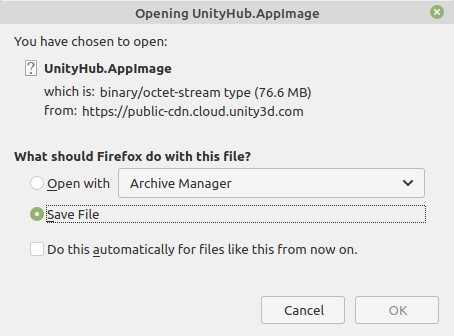 Opening UnityHub.AppImage
You have chosen to open:
UnityHub.AppImage
which is: binary/octet-stream type (76.6 MB)
from: https://public-cdn.cloud.unity3d.com
What should Firefox do with this file?
Open with Archive Manager
Save File
Do this automatically for files like this from now on.
Cancel OK